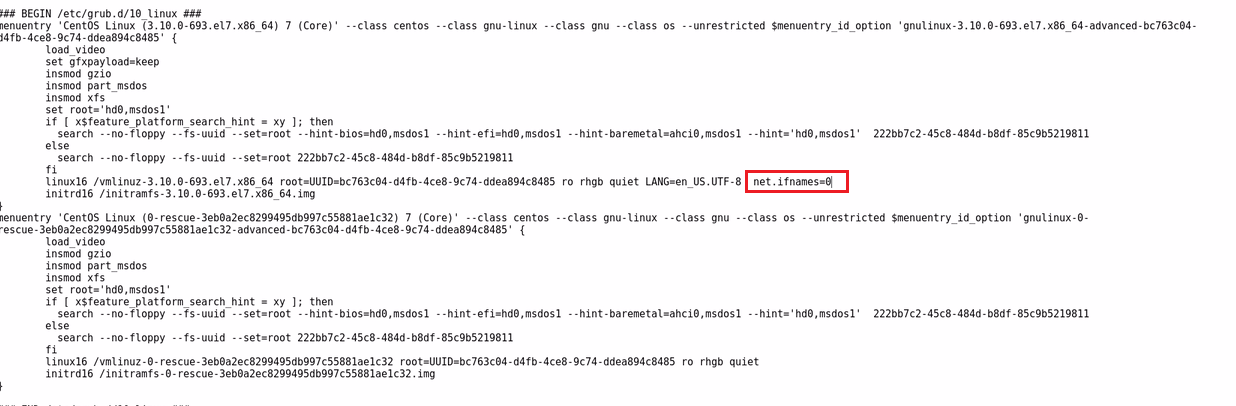 ### BEGIN /etc/grub.d/10_linux ###
menuentry 'CentOS Linux (3.10.0-693.el7.x86_64) 7 (Core)' --class centos --class gnu-linux --class gnu --class os --unrestricted $menuentry_id_option 'gnulinux-3.10.0-693.el7.x86_64-advanced-bc763c04-
d4fb-4ce8-9c74-ddea894c8485' {
load_video
set gfxpayload=keep
insmod gzio
insmod part_msdos
insmod xfs
set root='hd0,msdos1'
if [ x$feature_platform_search_hint = xy ]; then
search --no-floppy --fs-uuid --set=root --hint-bios=hd0,msdos1 --hint-efi=hd0,msdos1 --hint-baremetal=ahci0,msdos1 --hint='hd0,msdos1'  222bb7c2-45c8-484d-b8df-85c9b5219811
else
search --no-floppy --fs-uuid --set=root 222bb7c2-45c8-484d-b8df-85c9b5219811
fi
linux16 /vmlinuz-3.10.0-693.el7.x86_64 root=UUID=bc763c04-d4fb-4ce8-9c74-ddea894c8485 ro rhgb quiet LANG=en_US.UTF-8 net.ifnames=0
initrd16 /initramfs-3.10.0-693.el7.x86_64.img
}
menuentry 'CentOS Linux (0-rescue-3eb0a2ec8299495db997c55881ae1c32) 7 (Core)' --class centos --class gnu-linux --class gnu --class os --unrestricted $menuentry_id_option 'gnulinux-0-
rescue-3eb0a2ec8299495db997c55881ae1c32-advanced-bc763c04-d4fb-4ce8-9c74-ddea894c8485' {
load_video
insmod gzio
insmod part_msdos
insmod xfs
set root='hd0,msdos1'
if [ x$feature_platform_search_hint = xy ]; then
search --no-floppy --fs-uuid --set=root --hint-bios=hd0,msdos1 --hint-efi=hd0,msdos1 --hint-baremetal=ahci0,msdos1 --hint='hd0,msdos1'  222bb7c2-45c8-484d-b8df-85c9b5219811
else
search --no-floppy --fs-uuid --set=root 222bb7c2-45c8-484d-b8df-85c9b5219811
fi
linux16 /vmlinuz-0-rescue-3eb0a2ec8299495db997c55881ae1c32 root=UUID=bc763c04-d4fb-4ce8-9c74-ddea894c8485 ro rhgb quiet
initrd16 /initramfs-0-rescue-3eb0a2ec8299495db997c55881ae1c32.img
}